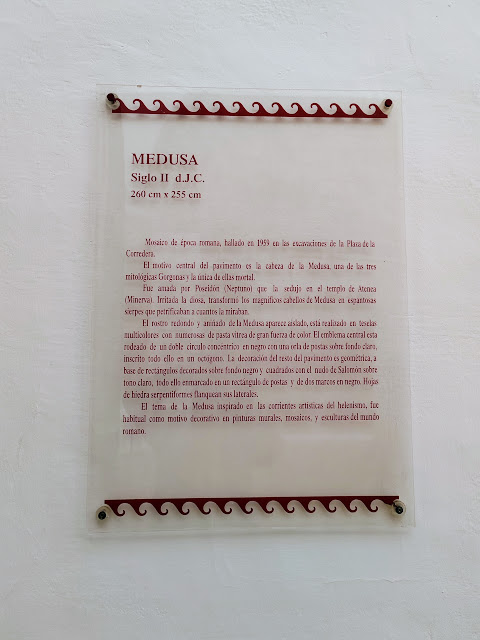 MEDUSA
Siglo II d.J.C.
260 cm x 255 cm
Mosaico de época romana, hallado en 1959 en las excavaciones de la Plaza de la
Corredera.
El motivo central del pavimento es la cabeza de la Medusa, una de las tres
mitológicas Gorgonas y la única de ellas mortal.
Fue amada por Poseidón (Neptuno) que la sedujo en el templo de Atenea
(Minerva). Irritada la diosa, transformó los magníficos cabellos de Medusa en espantosas
sierpes que petrificaban a cuantos la miraban.
El rostro redondo y aniñado de la Medusa aparece aislado, está realizado en teselas
multicolores con numerosas de pasta vítrea de gran fuerza de color. El emblema central esta
rodeado de un doble circulo concéntrico en negro con una orla de postas sobre fondo claro,
inscrito todo ello en un octógono. La decoración del resto del pavimento es geométrica, a
base de rectángulos decorados sobre fondo negro y cuadrados con el nudo de Salomón sobre
tono claro, todo ello enmarcado en un rectángulo de postas y de dos marcos en negro. Hojas
de hiedra serpentiformes flanquean sus laterales.
El tema de la Medusa inspirado en las corrientes artísticas del helenismo, fue
habitual como motivo decorativo en pinturas murales, mosaicos, y esculturas del mundo
romano.